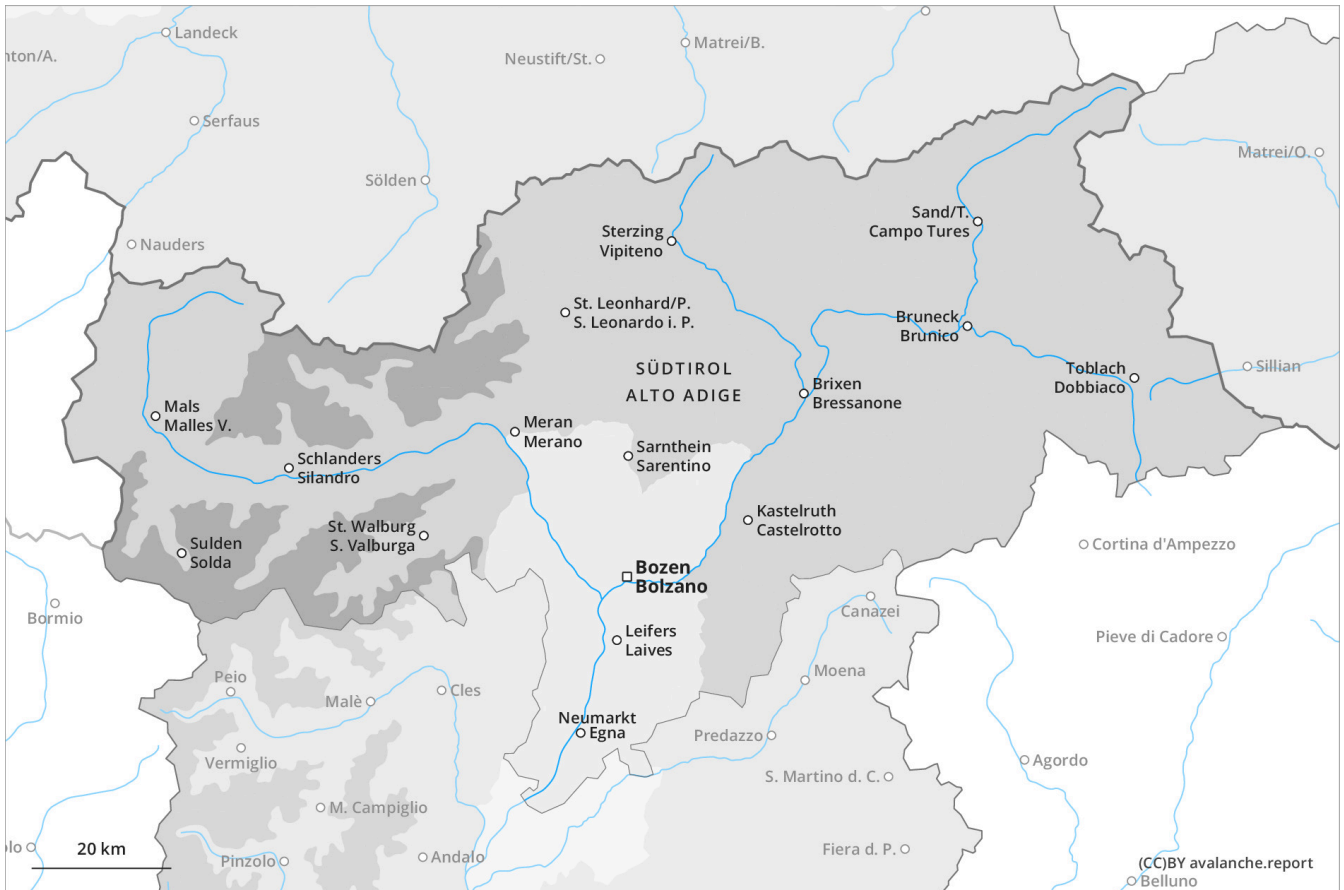 Landeck
nton/A.
Matrei/B.
Neustift/St.
Serfaus
Matrei/O.
Sölden
Sand/T.
Campo Tures
Sterzing
Vipiteno
Nauders
St. Leonhard/P.
S. Leonardo i. P.
Bruneck
Brunico
SÜDTIROL
ALTO ADIGE
Toblach
Dobbiaco
Sillian
Brixen
Bressanone
Mals
Malles V.
Meran
Merano
Sarnthein
Sarentino
Schlanders
Silandro
Kastelruth
Castelrotto
St. Walburg
S. Valburga
Sulden
Solda
Cortina d'Ampezzo
Bozen
Bolzano
Bormio
Canazei
Leifers
Laives
Pieve di Cadore
Moena
Peio
Malè
Cles
Neumarkt
Egna
Predazzo
Vermiglio
Agordo
S. Martino d. C.
M. Campiglio
olo
20 km
Pinzolo
Andalo
Fiera d. P.
(CC)BY avalanche.report
Belluno